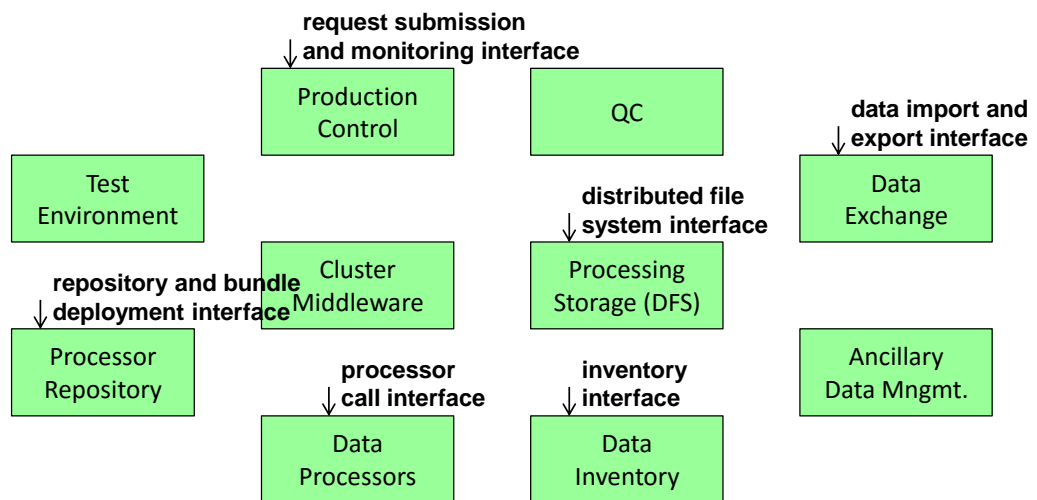 request submission
and monitoring interface
Production
Control
QC
data import and
export interface
Test
Environment
Data
Exchange
distributed file
system interface
Cluster
Middleware
Processing
Storage (DFS)
repository and bundle
deployment interface
Processor
Repository
Ancillary
Data Mngmt.
processor
call interface
inventory
interface
Data
Processors
Data
Inventory